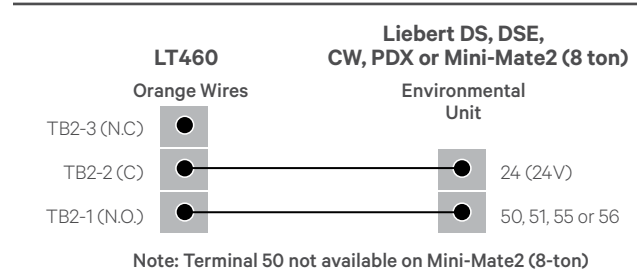 Liebert DS, DSE,
LT460
CW, PDX or Mini-Mate2 (8 ton)
Orange Wires
Environmental
Unit
TB2-3 (N.C)
TB2-2 (C)
24 (24V)
TB2-1 (N.O.)
50, 51, 55 or 56
Note: Terminal 50 not available on Mini-Mate2 (8-ton)